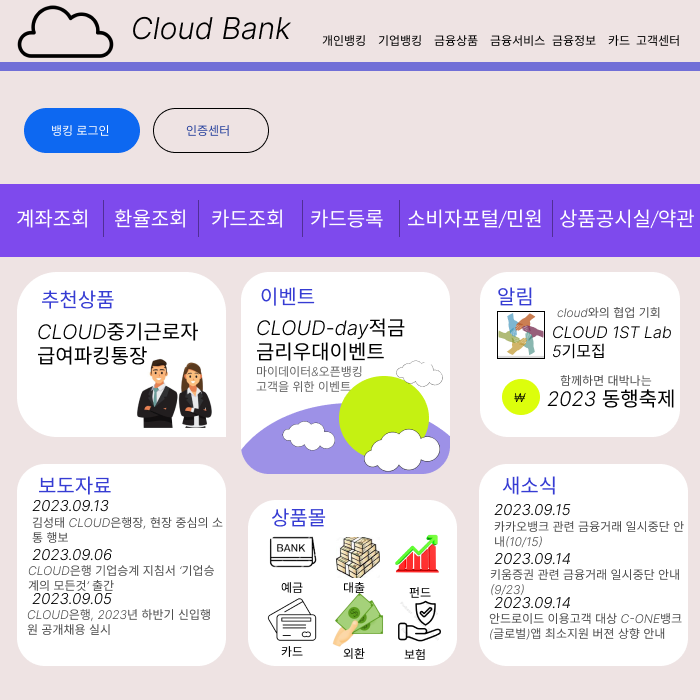 Cloud Bank
개인뱅킹 기업뱅킹 금융상품 금융서비스 금융정보 카드 고객센터
뱅킹 로그인
인증센터
계좌조회
환율조회
카드조회
카드등록
소비자포털/민원
상품공시실/약관
추천상품
CLOUD중기근로자
급여파킹통장
이벤트
CLOUD-day적금
금리우대이벤트
마이데이터&오픈뱅킹
고객을 위한 이벤트
알림
cloud와의 협업 기회
CLOUD 1ST Lab
5기모집
함께하면 대박나는
₩
2023 동행축제
보도자료
2023.09.13
김성태 CLOUD은행장, 현장 중심의 소
통 행보
2023.09.06
CLOUD은행 기업승계 지침서 '기업승
계의 모든것' 출간
2023.09.05
CLOUD은행, 2023년 하반기 신입행
원 공개채용 실시
상품몰
BANK
예금
대출
펀드
카드
외환
보험
새소식
2023.09.15
카카오뱅크 관련 금융거래 일시중단 안
내(10/15)
2023.09.14
키움증권 관련 금융거래 일시중단 안내
(9/23)
2023.09.14
안드로이드 이용고객 대상 C-ONE뱅크
(글로벌)앱 최소지원 버젼 상향 안내